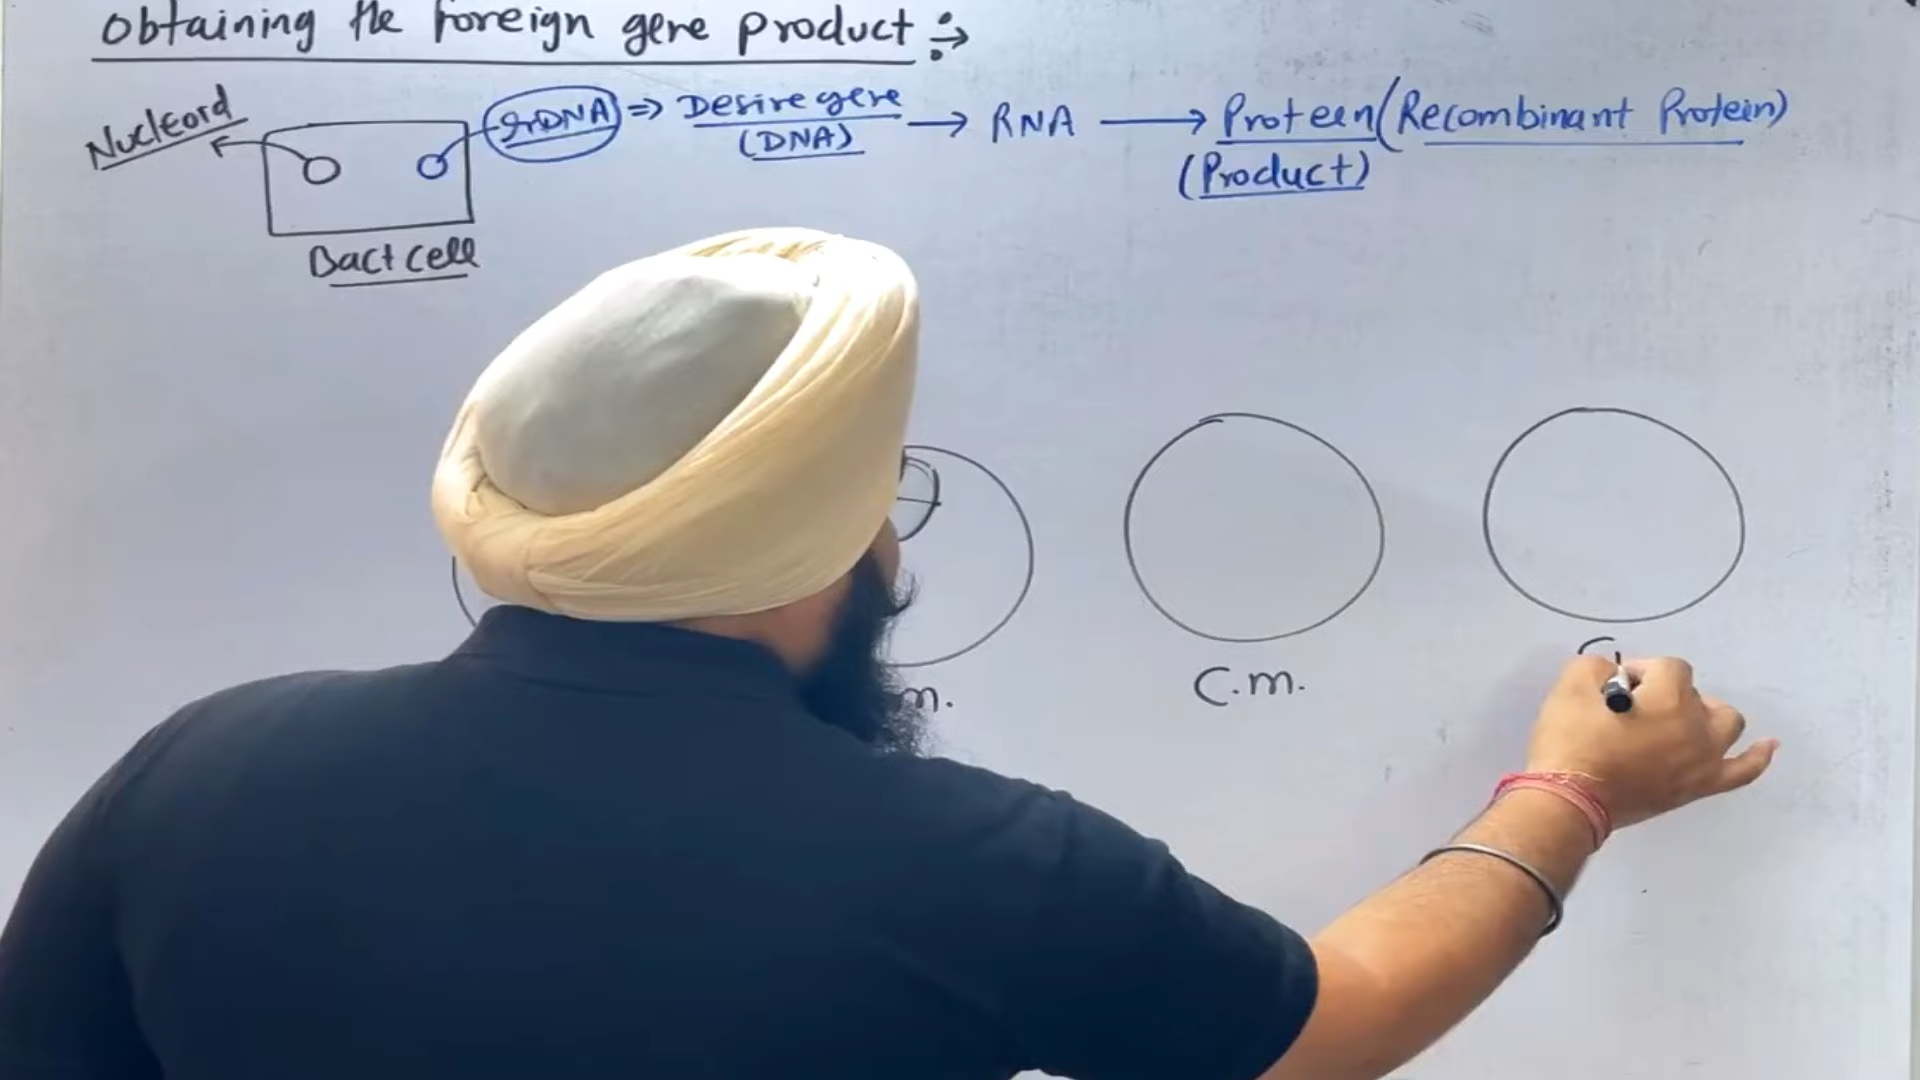 Obtaining the Foreign gene product :→
Nucleoid
rDNA ⇒ Desire gene → RNA → Protein (Recombinant Protein)
(DNA)
(Product)
Bact cell
m.
C.m.
C